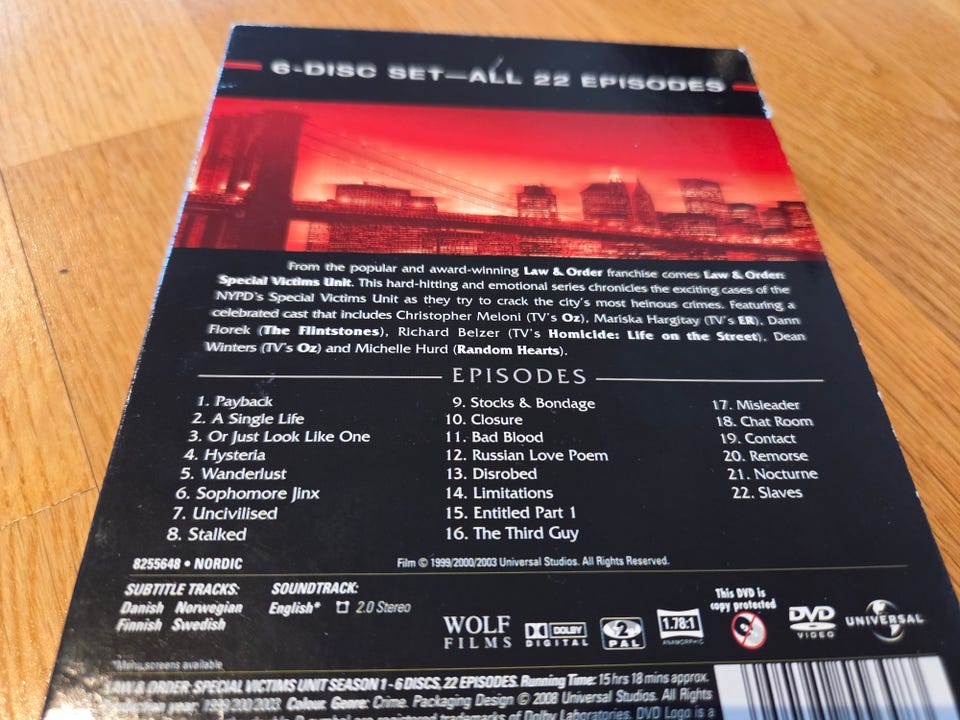 6-DISC SET—ALL 22 EPISODES
From the popular and award-winning Law & Order franchise comes Law & Order:
Special Victims Unit. This hard-hitting and emotional series chronicles the exciting cases of the
NYPD's Special Victims Unit as they try to crack the city's most heinous crimes. Featuring a
celebrated cast that includes Christopher Meloni (TV's Oz), Mariska Hargitay (TV's ER), Dann
Florek (The Flintstones), Richard Belzer (TV's Homicide: Life on the Street), Dean
Winters (TV's Oz) and Michelle Hurd (Random Hearts).
EPISODES
1. Payback
2. A Single Life
3. Or Just Look Like One
4. Hysteria
5. Wanderlust
6. Sophomore Jinx
7. Uncivilised
8. Stalked
9. Stocks & Bondage
10. Closure
11. Bad Blood
12. Russian Love Poem
13. Disrobed
14. Limitations
15. Entitled Part 1
16. The Third Guy
17. Misleader
18. Chat Room
19. Contact
20. Remorse
21. Nocturne
22. Slaves
8255648 • NORDIC
Film © 1999/2000/2003 Universal Studios. All Rights Reserved.
SUBTITLE TRACKS:
Danish Norwegian
Finnish Swedish
SOUNDTRACK:
English* 2.0 Stereo
WOLF
FILMS
DOLBY
DIGITAL
2
PAL
1.78:1
ANAMORPHIC
This DVD is
copy protected
DVD
VIDEO
UNIVERSAL
*Menu screens available
LAW & ORDER: SPECIAL VICTIMS UNIT SEASON 1 - 6 DISCS, 22 EPISODES. Running Time: 15 hrs 18 mins approx.
Production year: 1999/2000/2003. Colour. Genre: Crime. Packaging Design © 2008 Universal Studios. All Rights
symbol are registered trademarks of Dolby Laboratories. DVD Logo is a